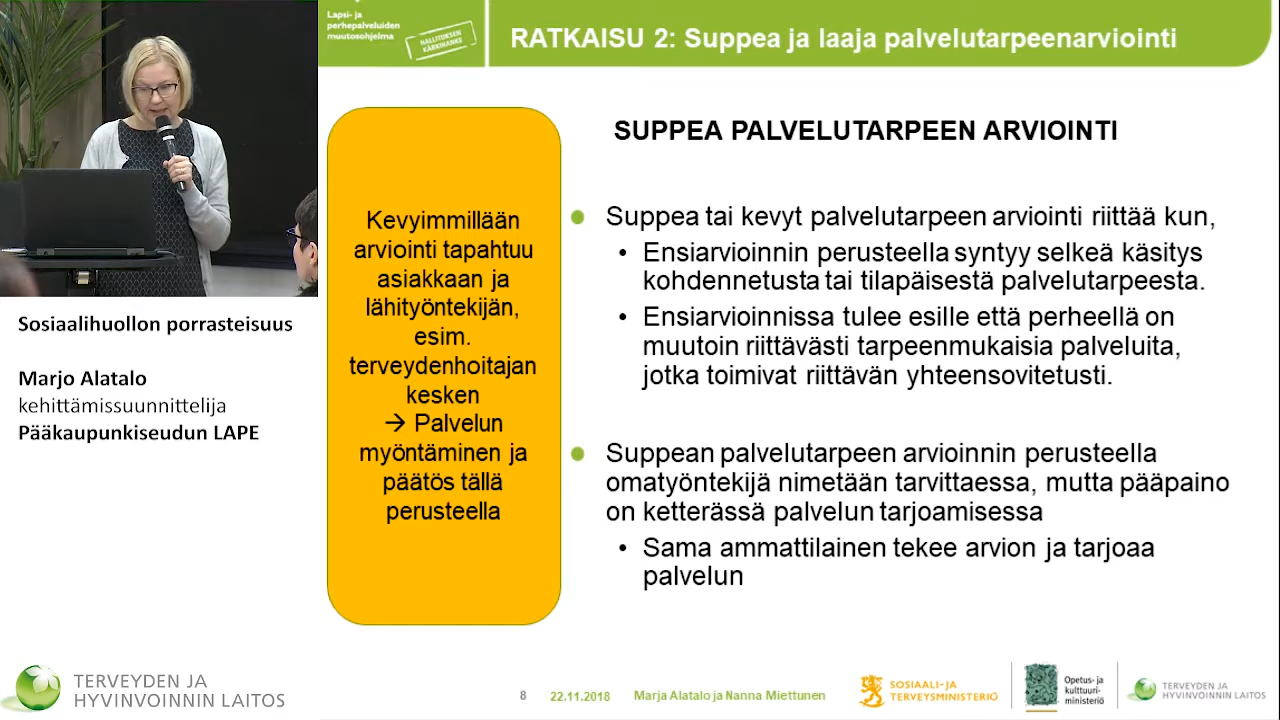 Lapsi- ja
perhepalveluiden
muutosohjelma
HALLITUKSEN
KÄRKIHANKE
RATKAISU 2: Suppea ja laaja palvelutarpeenarviointi
Kevyimmillään
arviointi tapahtuu
asiakkaan ja
lähityöntekijän,
esim.
terveydenhoitajan
kesken
→ Palvelun
myöntäminen ja
päätös tällä
perusteella
SUPPEA PALVELUTARPEEN ARVIOINTI
Suppea tai kevyt palvelutarpeen arviointi riittää kun,
• Ensiarvioinnin perusteella syntyy selkeä käsitys
kohdennetusta tai tilapäisestä palvelutarpeesta.
• Ensiarvioinnissa tulee esille että perheellä on
muutoin riittävästi tarpeenmukaisia palveluita,
jotka toimivat riittävän yhteensovitetusti.
Suppean palvelutarpeen arvioinnin perusteella
omatyöntekijä nimetään tarvittaessa, mutta pääpaino
on ketterässä palvelun tarjoamisessa
• Sama ammattilainen tekee arvion ja tarjoaa
palvelun
Sosiaalihuollon porrasteisuus
Marjo Alatalo
kehittämissuunnittelija
Pääkaupunkiseudun LAPE
TERVEYDEN JA
HYVINVOINNIN LAITOS
8
22.11.2018
Marja Alatalo ja Nanna Miettunen
SOSIAALI- JA
TERVEYSMINISTERIÖ
Opetus- ja
kulttuuri-
ministeriö
TERVEYDEN JA
HYVINVOINNIN LAITOS